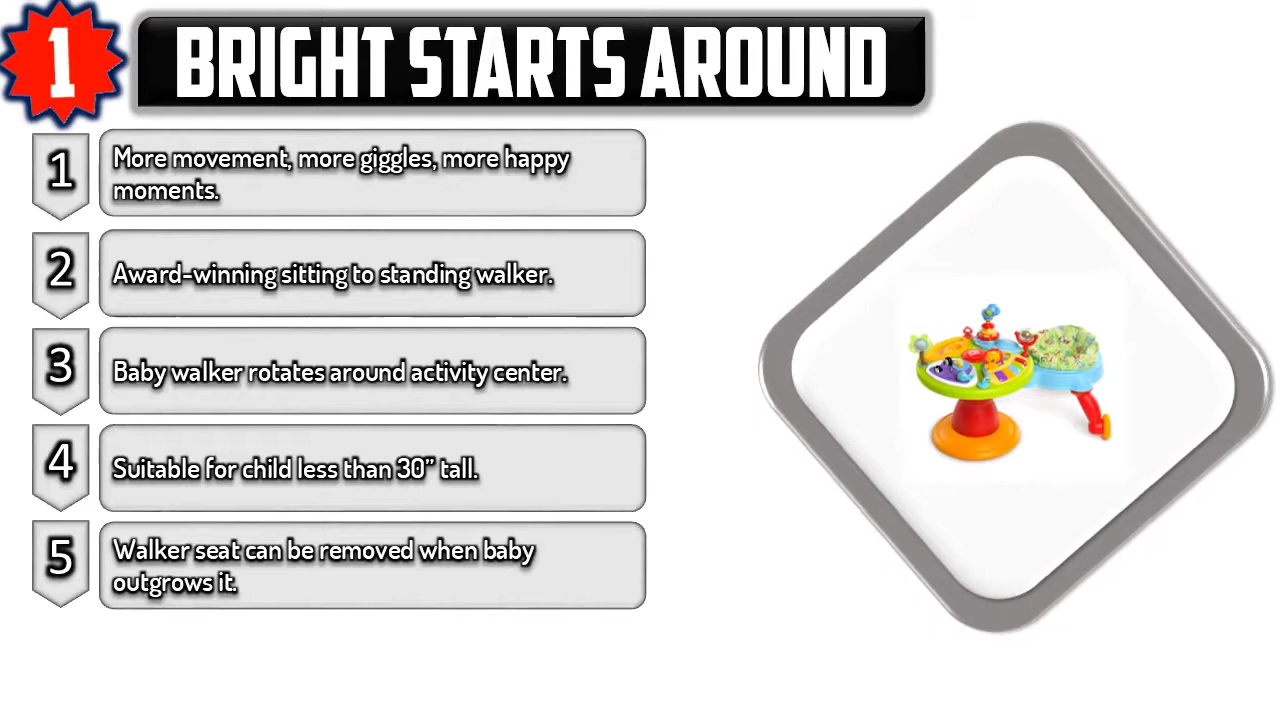 1
BRIGHT STARTS AROUND
1
More movement, more giggles, more happy
moments.
2
Award-winning sitting to standing walker.
3
Baby walker rotates around activity center.
4
Suitable for child less than 30” tall.
5
Walker seat can be removed when baby
outgrows it.